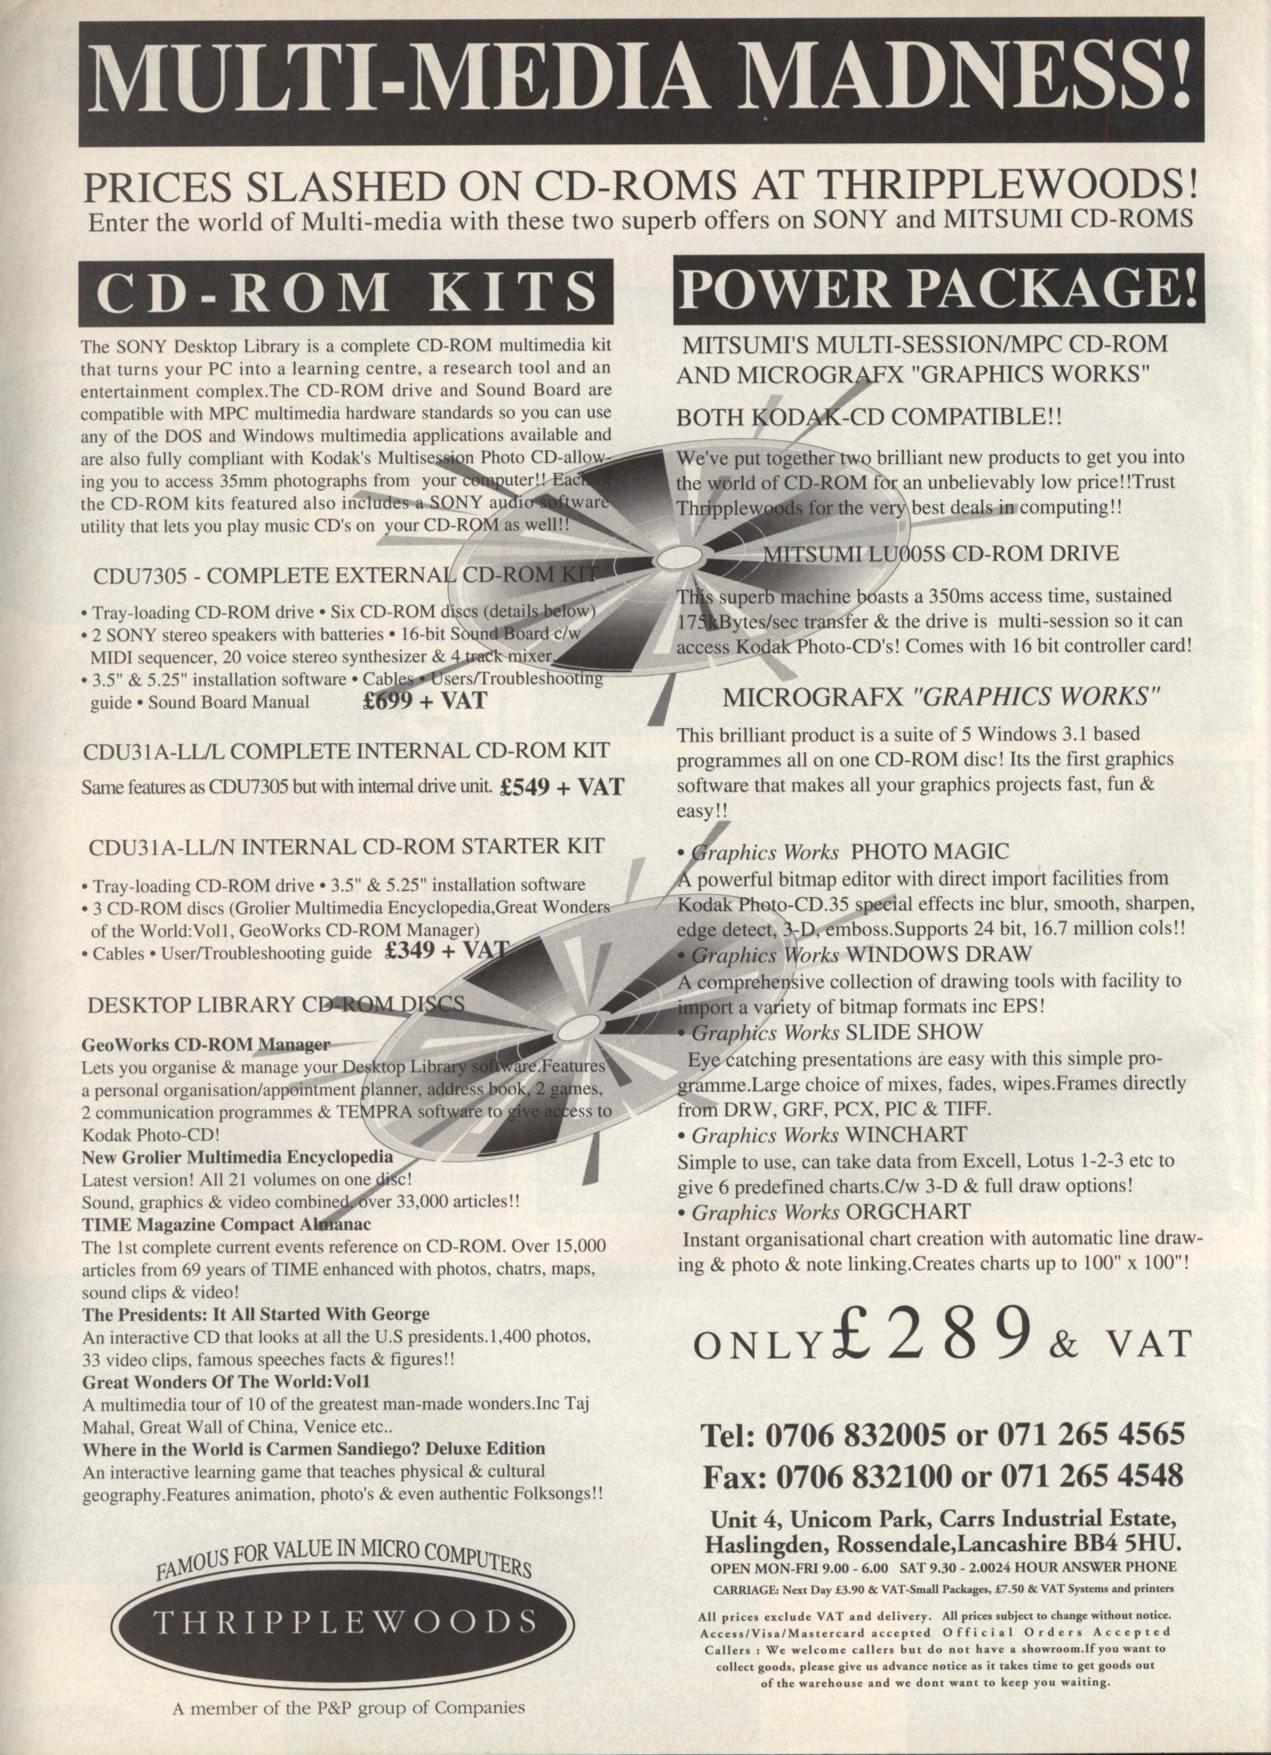 MULTI-MEDIA MADNESS!
PRICES SLASHED ON CD-ROMS AT THRIPPLEWOODS!
Enter the world of Multi-media with these two superb offers on SONY and MITSUMI CD-ROMS
CD-ROM KITS
The SONY Desktop Library is a complete CD-ROM multimedia kit
that turns your PC into a learning centre, a research tool and an
entertainment complex.The CD-ROM drive and Sound Board are
compatible with MPC multimedia hardware standards so you can use
any of the DOS and Windows multimedia applications available and
are also fully compliant with Kodak's Multisession Photo CD-allow-
ing you to access 35mm photographs from your computer!! Each of
the CD-ROM kits featured also includes a SONY audio software
utility that lets you play music CD's on your CD-ROM as well!!
CDU7305 - COMPLETE EXTERNAL CD-ROM KIT
• Tray-loading CD-ROM drive • Six CD-ROM discs (details below)
• 2 SONY stereo speakers with batteries • 16-bit Sound Board c/w
MIDI sequencer, 20 voice stereo synthesizer & 4 track mixer
• 3.5" & 5.25" installation software • Cables • Users/Troubleshooting
guide • Sound Board Manual £699 + VAT
CDU31A-LL/L COMPLETE INTERNAL CD-ROM KIT
Same features as CDU7305 but with internal drive unit. £549 + VAT
CDU31A-LL/N INTERNAL CD-ROM STARTER KIT
• Tray-loading CD-ROM drive • 3.5" & 5.25" installation software
• 3 CD-ROM discs (Grolier Multimedia Encyclopedia,Great Wonders
of the World:Vol1, GeoWorks CD-ROM Manager)
• Cables • User/Troubleshooting guide £349 + VAT
DESKTOP LIBRARY CD-ROM DISCS
GeoWorks CD-ROM Manager
Lets you organise & manage your Desktop Library software.Features
a personal organisation/appointment planner, address book, 2 games,
2 communication programmes & TEMPRA software to give access to
Kodak Photo-CD!
New Grolier Multimedia Encyclopedia
Latest version! All 21 volumes on one disc!
Sound, graphics & video combined, over 33,000 articles!!
TIME Magazine Compact Almanac
The 1st complete current events reference on CD-ROM. Over 15,000
articles from 69 years of TIME enhanced with photos, chatrs, maps,
sound clips & video!
The Presidents: It All Started With George
An interactive CD that looks at all the U.S presidents.1,400 photos,
33 video clips, famous speeches facts & figures!!
Great Wonders Of The World:Vol1
A multimedia tour of 10 of the greatest man-made wonders.Inc Taj
Mahal, Great Wall of China, Venice etc..
Where in the World is Carmen Sandiego? Deluxe Edition
An interactive learning game that teaches physical & cultural
geography.Features animation, photo's & even authentic Folksongs!!
FAMOUS FOR VALUE IN MICRO COMPUTERS
THRIPPLEWOODS
A member of the P&P group of Companies
POWER PACKAGE!
MITSUMI'S MULTI-SESSION/MPC CD-ROM
AND MICROGRAFX "GRAPHICS WORKS"
BOTH KODAK-CD COMPATIBLE!!
We've put together two brilliant new products to get you into
the world of CD-ROM for an unbelievably low price!!Trust
Thripplewoods for the very best deals in computing!!
MITSUMI LU005S CD-ROM DRIVE
This superb machine boasts a 350ms access time, sustained
175kBytes/sec transfer & the drive is multi-session so it can
access Kodak Photo-CD's! Comes with 16 bit controller card!
MICROGRAFX "GRAPHICS WORKS"
This brilliant product is a suite of 5 Windows 3.1 based
programmes all on one CD-ROM disc! Its the first graphics
software that makes all your graphics projects fast, fun &
easy!!
• Graphics Works PHOTO MAGIC
A powerful bitmap editor with direct import facilities from
Kodak Photo-CD.35 special effects inc blur, smooth, sharpen,
edge detect, 3-D, emboss.Supports 24 bit, 16.7 million cols!!
• Graphics Works WINDOWS DRAW
A comprehensive collection of drawing tools with facility to
import a variety of bitmap formats inc EPS!
• Graphics Works SLIDE SHOW
Eye catching presentations are easy with this simple pro-
gramme.Large choice of mixes, fades, wipes.Frames directly
from DRW, GRF, PCX, PIC & TIFF.
• Graphics Works WINCHART
Simple to use, can take data from Excell, Lotus 1-2-3 etc to
give 6 predefined charts.C/w 3-D & full draw options!
• Graphics Works ORGCHART
Instant organisational chart creation with automatic line draw-
ing & photo & note linking.Creates charts up to 100" x 100"!
ONLY £289 & VAT
Tel: 0706 832005 or 071 265 4565
Fax: 0706 832100 or 071 265 4548
Unit 4, Unicom Park, Carrs Industrial Estate,
Haslingden, Rossendale,Lancashire BB4 5HU.
OPEN MON-FRI 9.00 - 6.00 SAT 9.30 - 2.0024 HOUR ANSWER PHONE
CARRIAGE: Next Day £3.90 & VAT-Small Packages, £7.50 & VAT Systems and printers
All prices exclude VAT and delivery. All prices subject to change without notice.
Access/Visa/Mastercard accepted Official Orders Accepted
Callers : We welcome callers but do not have a showroom.If you want to
collect goods, please give us advance notice as it takes time to get goods out
of the warehouse and we dont want to keep you waiting.